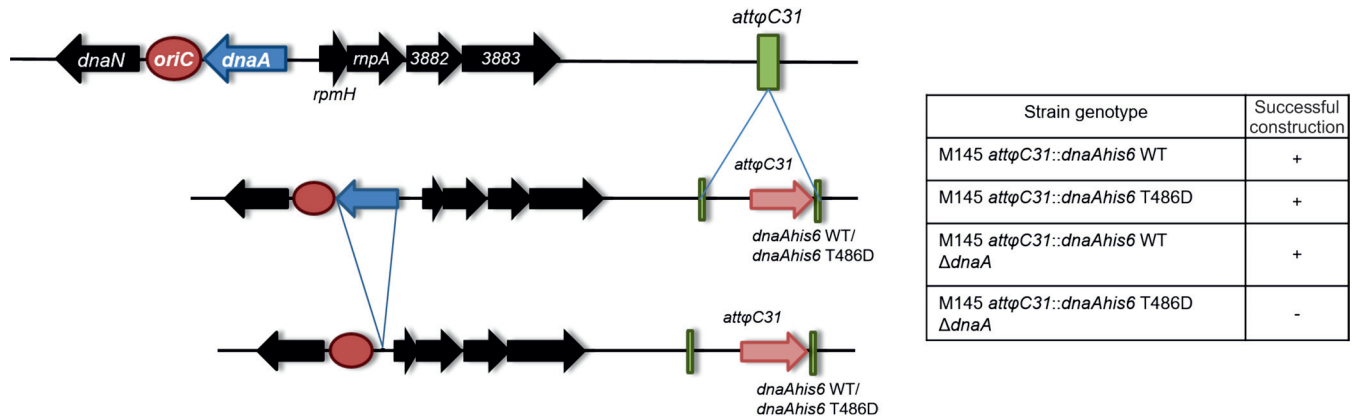 attφC31
dnaN oriC dnaA rnpA 3882 3883
rpmH
attφC31
dnaAhis6 WT/
dnaAhis6 T486D
attφC31
dnaAhis6 WT/
dnaAhis6 T486D
Strain genotype
Successful
construction
M145 attφC31::dnaAhis6 WT
+
M145 attφC31::dnaAhis6 T486D
+
M145 attφC31::dnaAhis6 WT
ΔdnaA
+
M145 attφC31::dnaAhis6 T486D
ΔdnaA
-